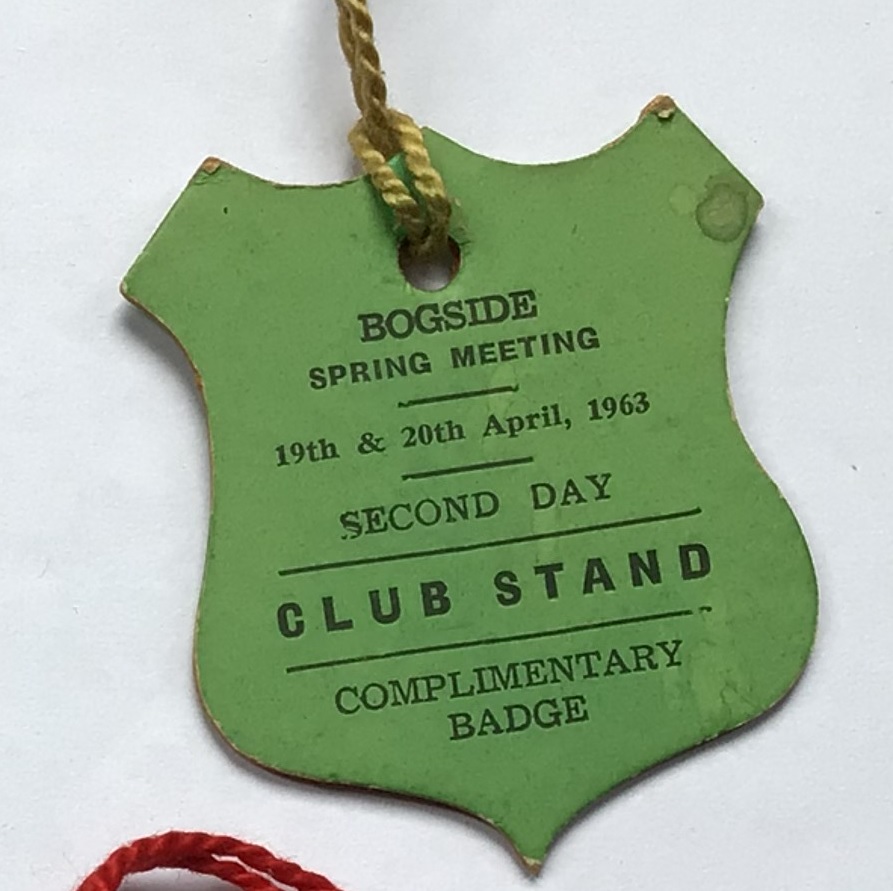 BOGSIDE
SPRING MEETING
19th & 20th April, 1963
SECOND DAY
CLUB STAND
COMPLIMENTARY
BADGE